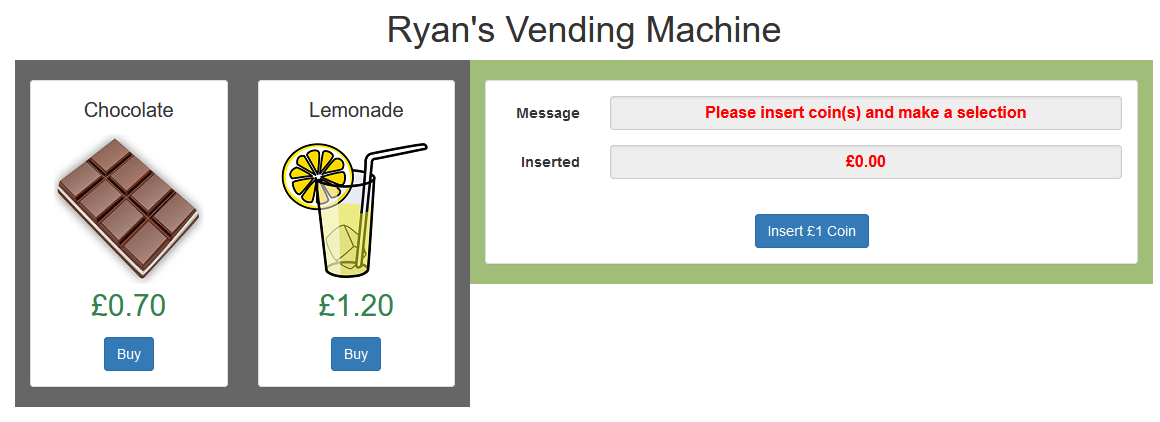 Ryan's Vending Machine
Chocolate
£0.70
Buy
Lemonade
£1.20
Buy
Message
Please insert coin(s) and make a selection
Inserted
£0.00
Insert £1 Coin